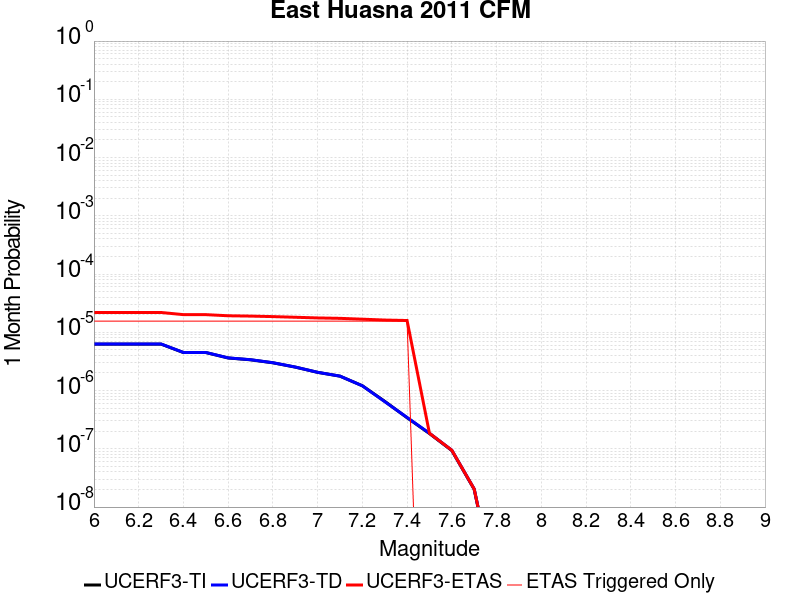 East Huasna 2011 CFM
10^0
10^-1
10^-2
10^-3
10^-4
10^-5
10^-6
10^-7
10^-8
1 Month Probability
6 6.2 6.4 6.6 6.8 7 7.2 7.4 7.6 7.8 8 8.2 8.4 8.6 8.8 9
Magnitude
UCERF3-TI UCERF3-TD UCERF3-ETAS ETAS Triggered Only